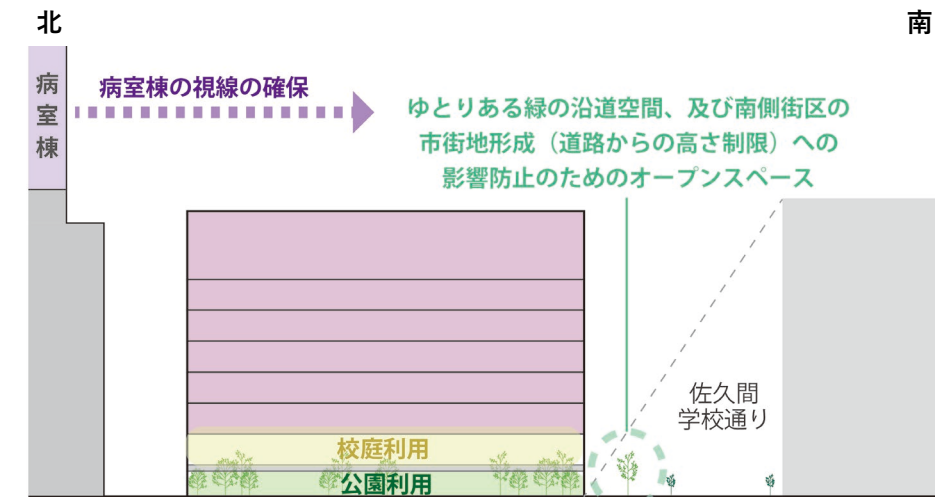 北
南
病室棟
病室棟の視線の確保
ゆとりある緑の沿道空間、及び南側街区の
市街地形成（道路からの高さ制限）への
影響防止のためのオープンスペース
佐久間
学校通り
校庭利用
公園利用